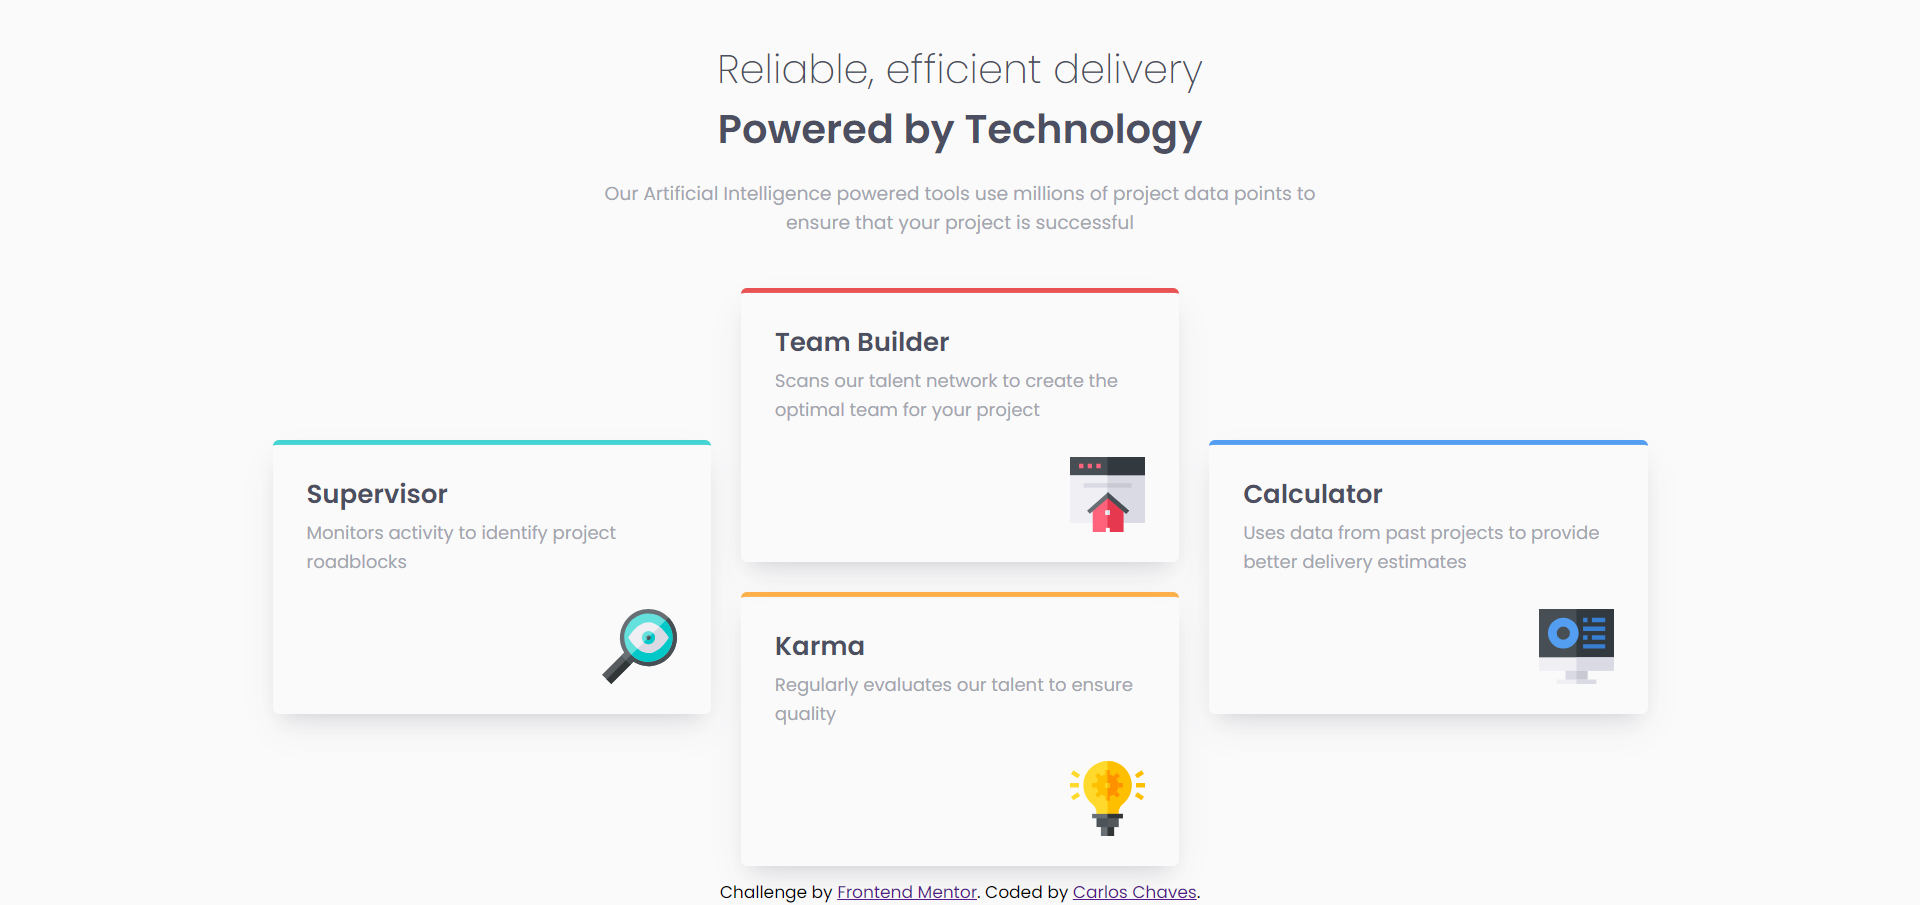 Reliable, efficient delivery
Powered by Technology
Our Artificial Intelligence powered tools use millions of project data points to
ensure that your project is successful
Team Builder
Scans our talent network to create the
optimal team for your project
Supervisor
Monitors activity to identify project
roadblocks
Calculator
Uses data from past projects to provide
better delivery estimates
Karma
Regularly evaluates our talent to ensure
quality
Challenge by Frontend Mentor. Coded by Carlos Chaves.